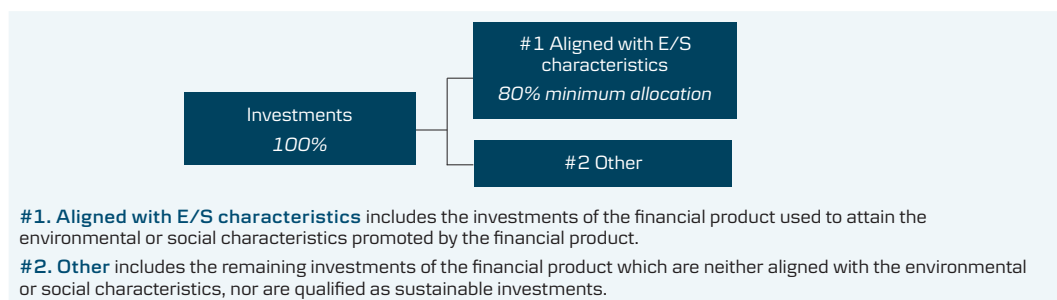 #1 Aligned with E/S
characteristics
80% minimum allocation
Investments
100%
#2 Other
#1. Aligned with E/S characteristics includes the investments of the financial product used to attain the
environmental or social characteristics promoted by the financial product.
#2. Other includes the remaining investments of the financial product which are neither aligned with the environmental
or social characteristics, nor are qualified as sustainable investments.